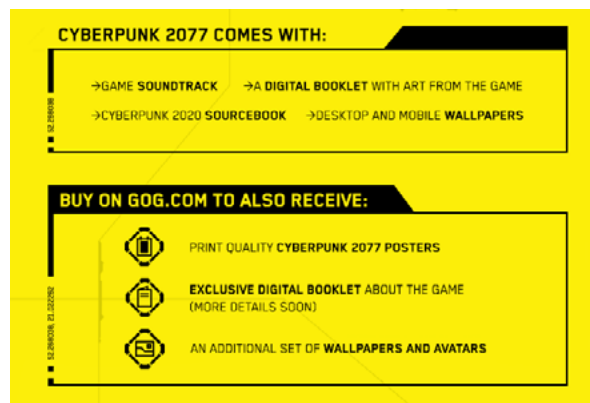 CYBERPUNK 2077 COMES WITH:
→GAME SOUNDTRACK →A DIGITAL BOOKLET WITH ART FROM THE GAME
→CYBERPUNK 2020 SOURCEBOOK →DESKTOP AND MOBILE WALLPAPERS
BUY ON GOG.COM TO ALSO RECEIVE:
PRINT QUALITY CYBERPUNK 2077 POSTERS
EXCLUSIVE DIGITAL BOOKLET ABOUT THE GAME
(MORE DETAILS SOON)
AN ADDITIONAL SET OF WALLPAPERS AND AVATARS